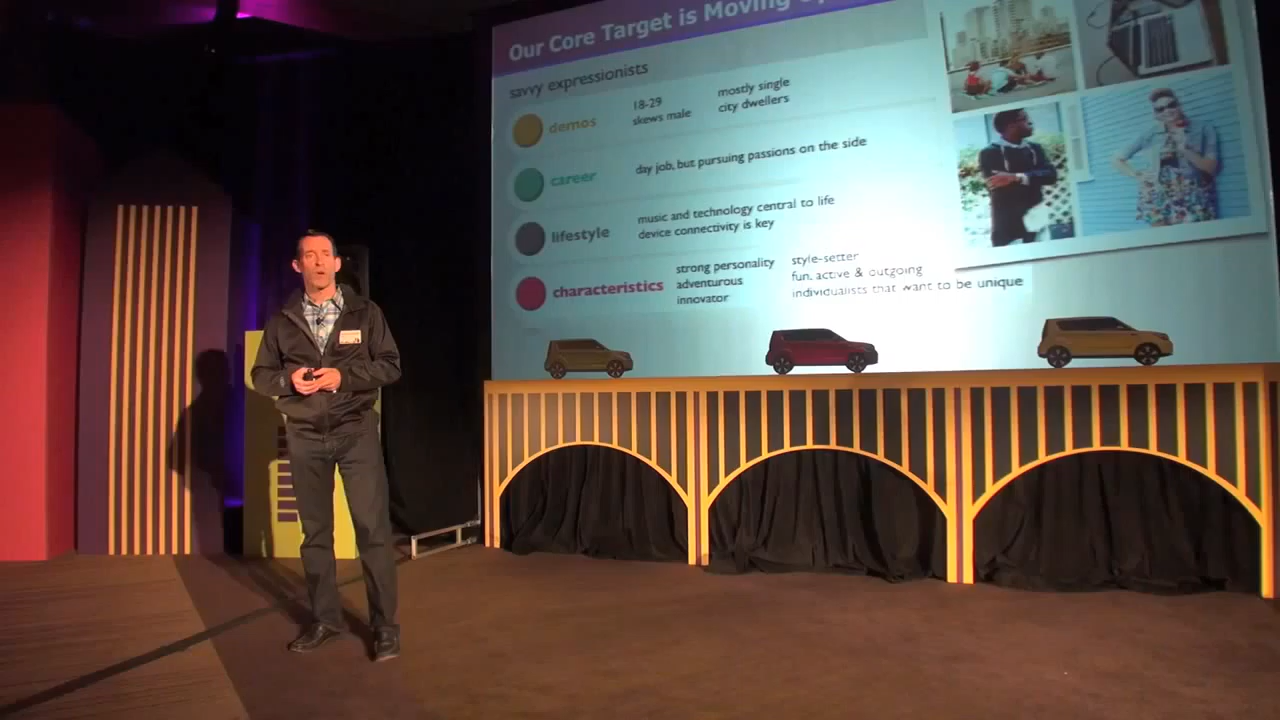 Our Core Target is Moving
savvy expressionists
demos
18-29
skews male
mostly single
city dwellers
career
day job, but pursuing passions on the side
lifestyle
music and technology central to life
device connectivity is key
characteristics
strong personality
adventurous
innovator
style-setter
fun, active & outgoing
individualists that want to be unique